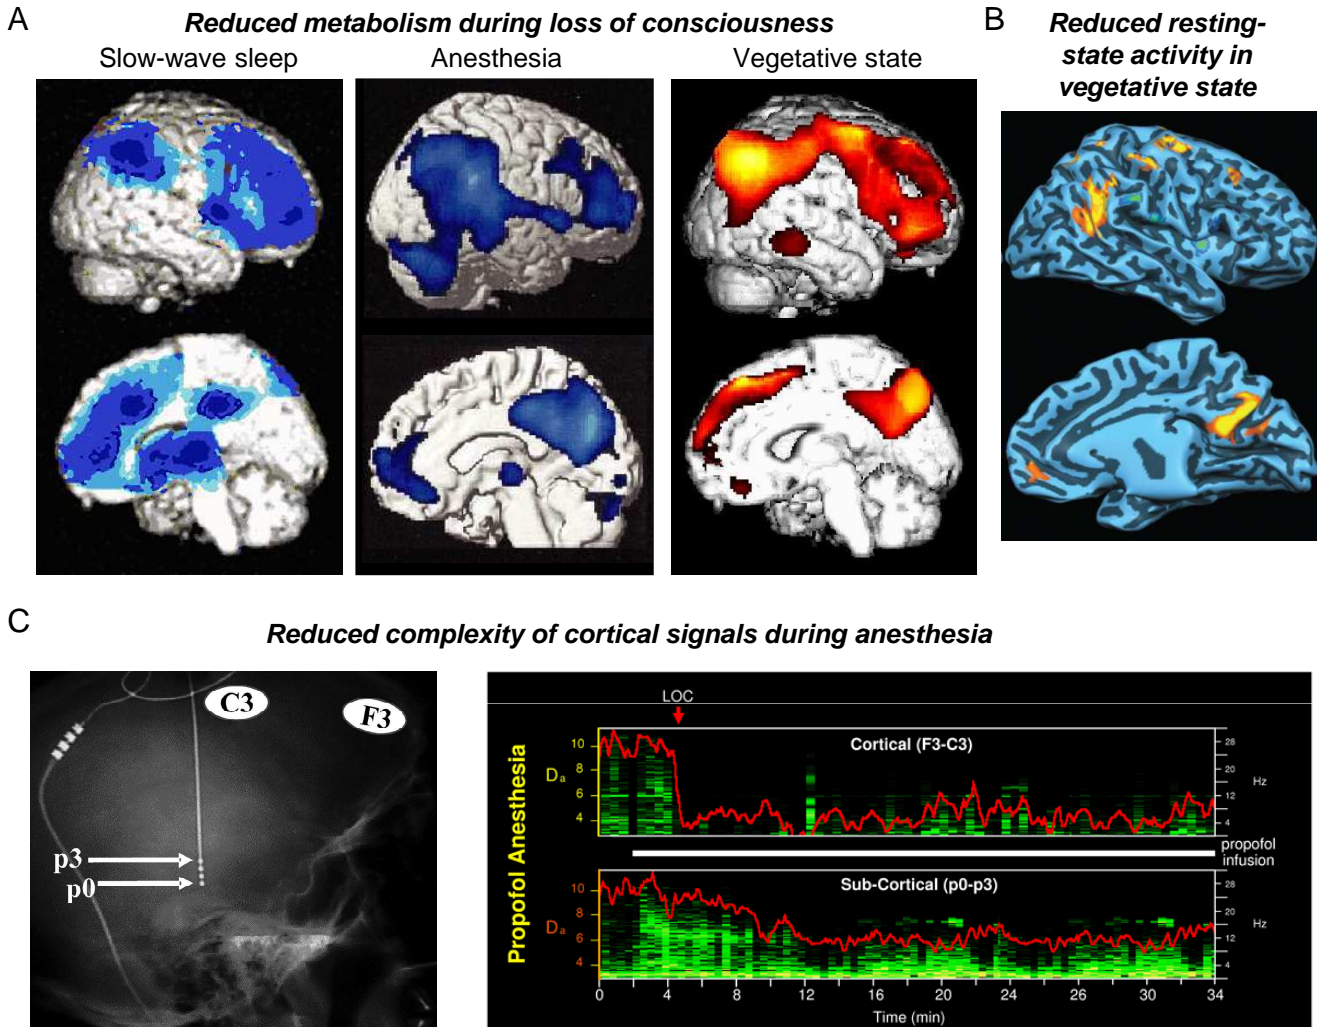 A
Reduced metabolism during loss of consciousness
Slow-wave sleep
Anesthesia
Vegetative state
B
Reduced resting-
state activity in
vegetative state
C
Reduced complexity of cortical signals during anesthesia
C3
F3
p3
p0
LOC
Propofol Anesthesia
Cortical (F3-C3)
Da
10
8
6
4
28
20
12
4
Hz
propofol
infusion
Sub-Cortical (p0-p3)
Da
10
8
6
4
28
20
12
4
Hz
0 4 8 12 16 20 24 28 32 34
Time (min)